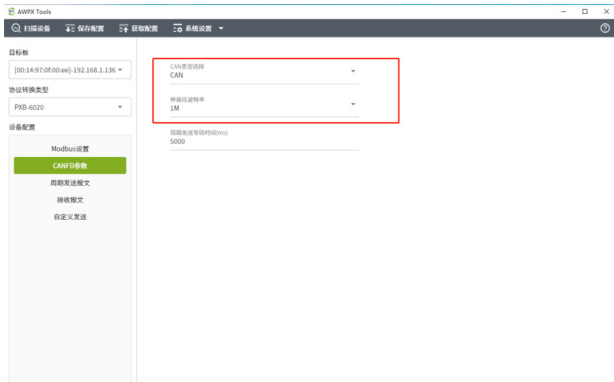 AWPX Tools
扫描设备 保存配置 获取配置 系统设置
目标板
[00:14:97:0f:00:ee]-192.168.1.136
协议转换类型
PXB-6020
设备配置
Modbus设置
CANFD参数
周期发送报文
接收报文
自定义发送
CAN类型选择
CAN
仲裁段波特率
1M
周期发送等待时间(ms)
5000